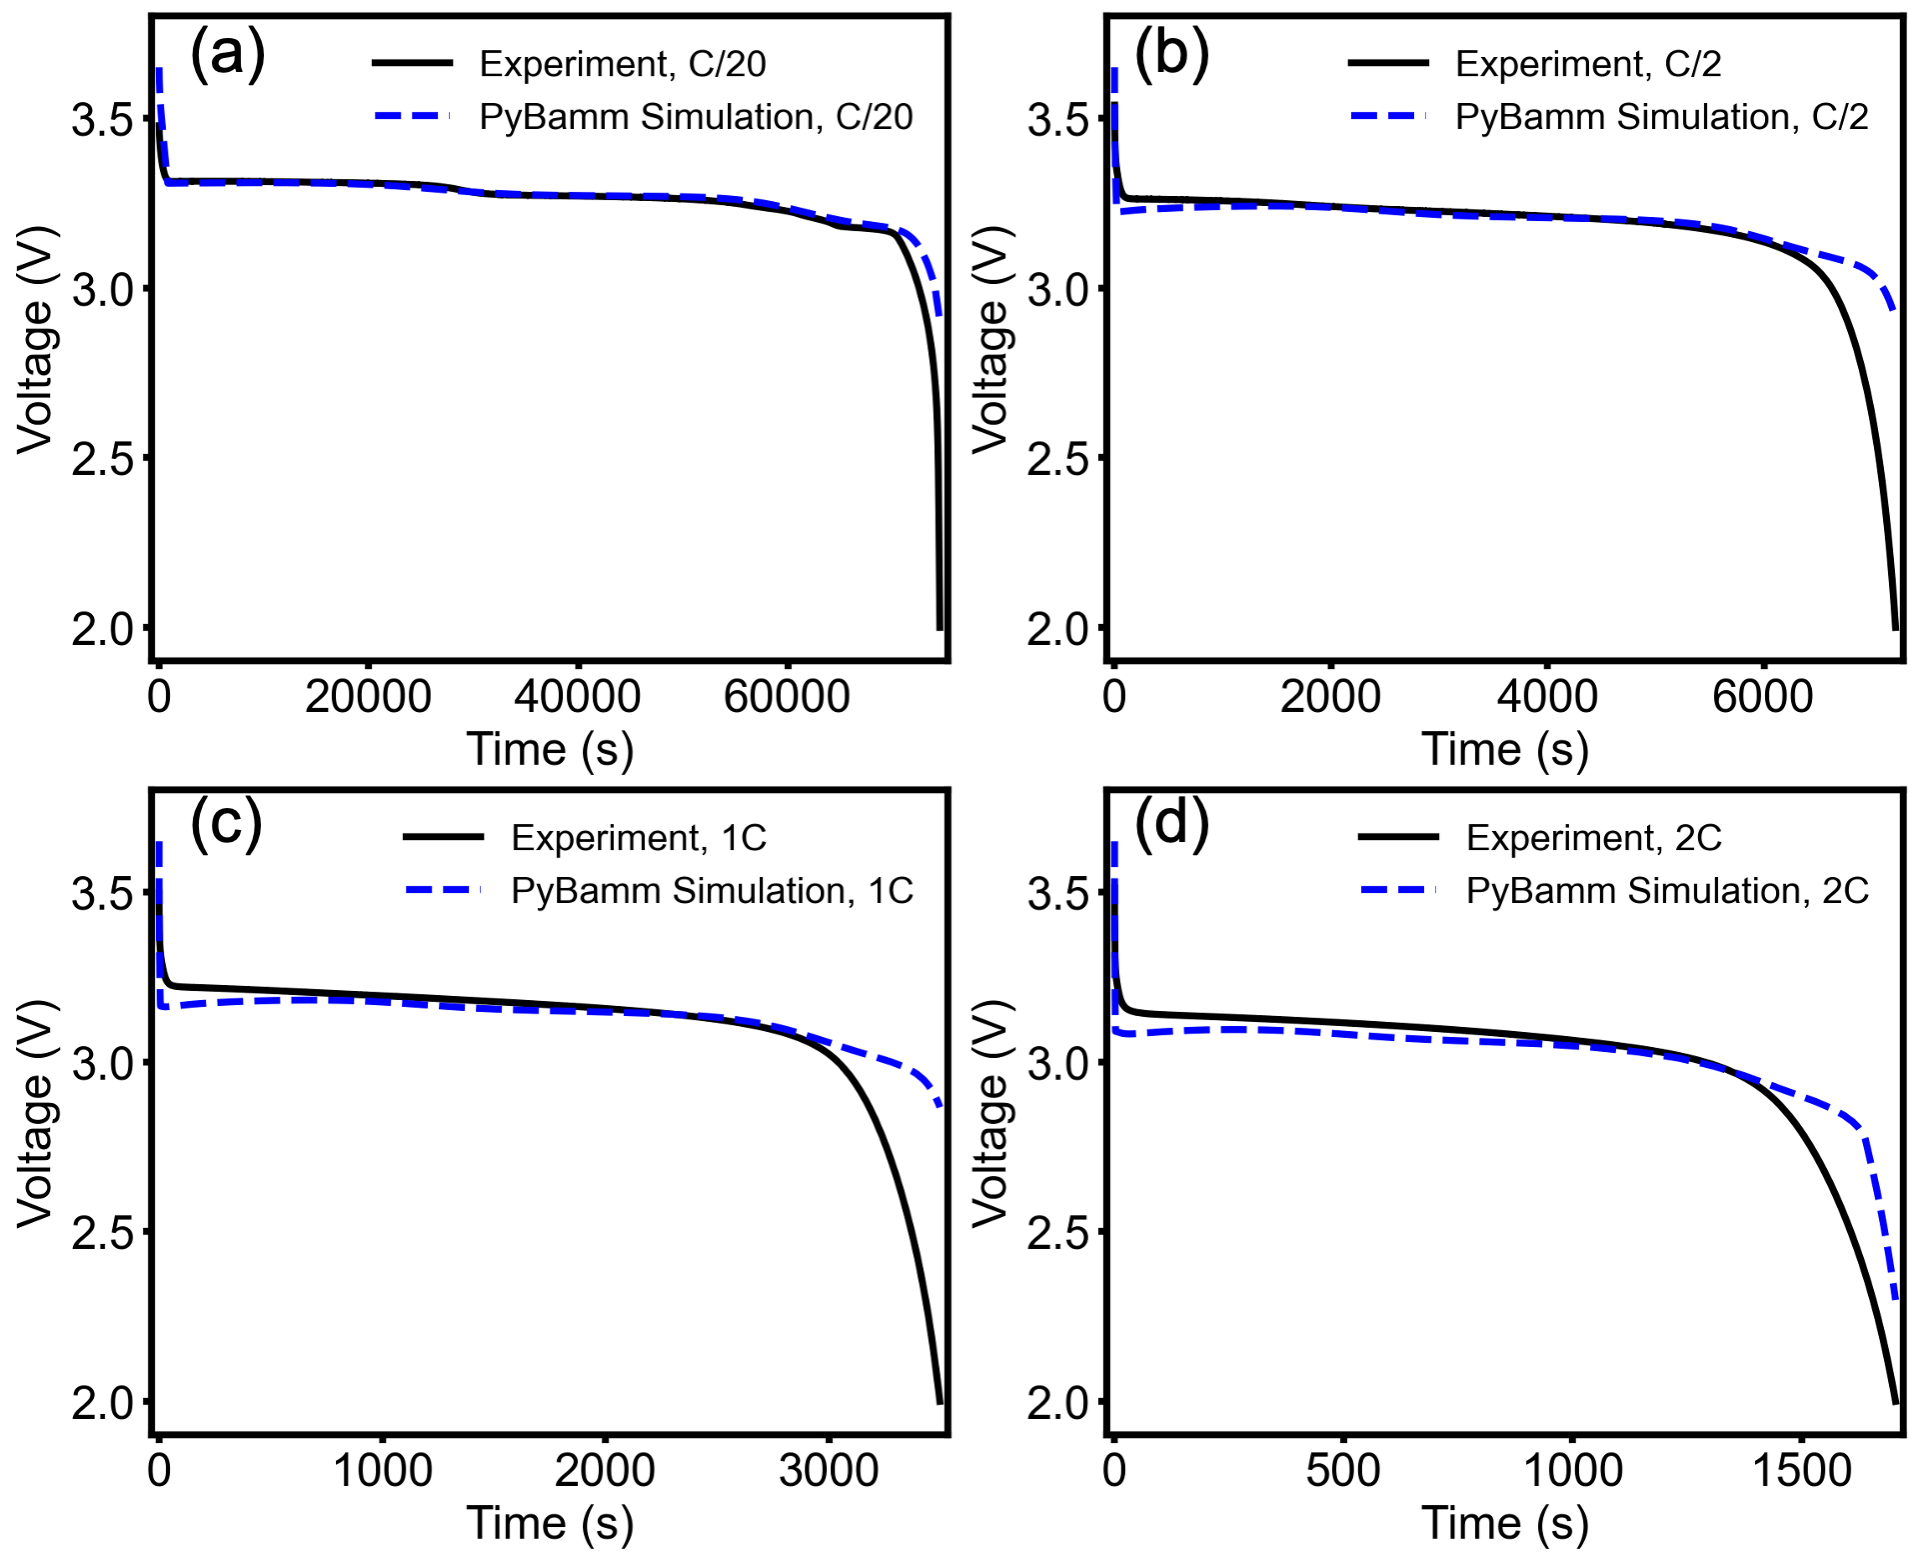 (a)
Experiment, C/20
PyBamm Simulation, C/20
Voltage (V)
3.5
3.0
2.5
2.0
0 20000 40000 60000
Time (s)
(b)
Experiment, C/2
PyBamm Simulation, C/2
Voltage (V)
3.5
3.0
2.5
2.0
0 2000 4000 6000
Time (s)
(c)
Experiment, 1C
PyBamm Simulation, 1C
Voltage (V)
3.5
3.0
2.5
2.0
0 1000 2000 3000
Time (s)
(d)
Experiment, 2C
PyBamm Simulation, 2C
Voltage (V)
3.5
3.0
2.5
2.0
0 500 1000 1500
Time (s)